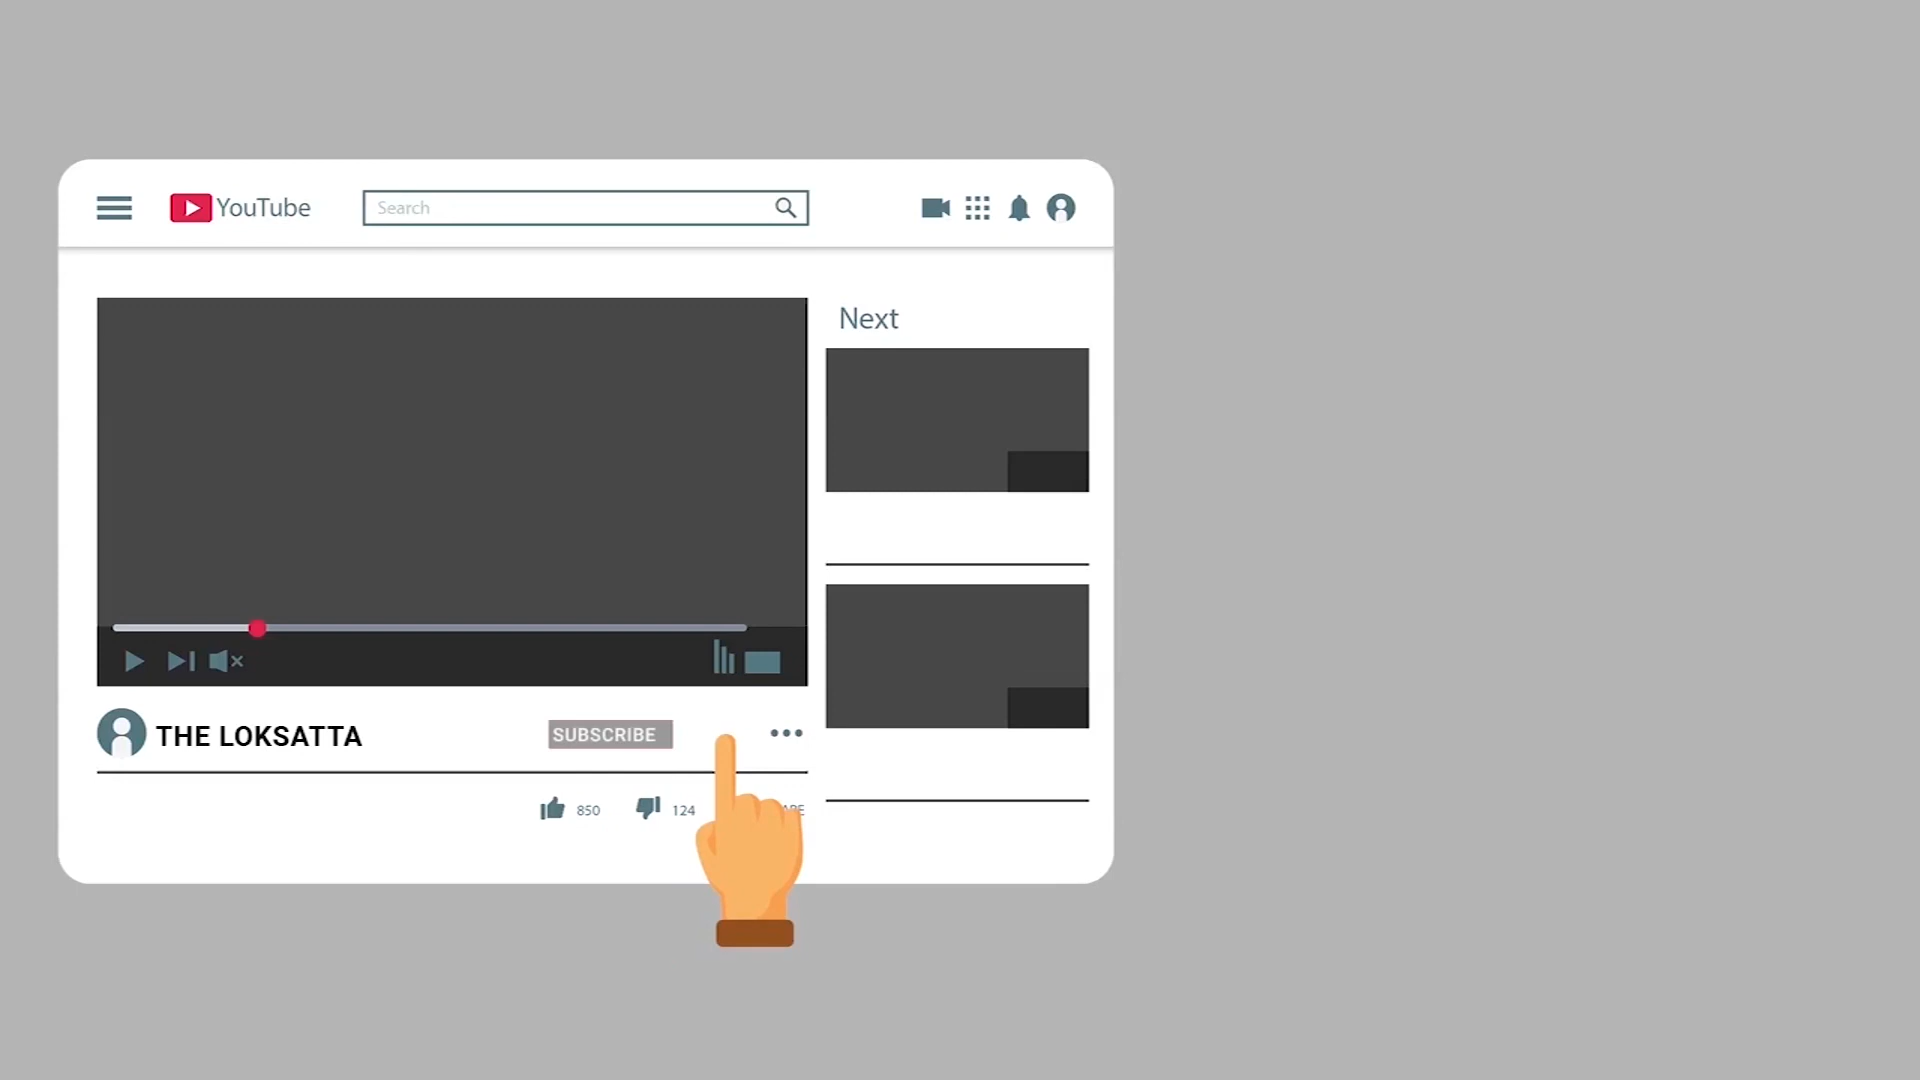 YouTube
Search
Next
THE LOKSATTA
SUBSCRIBE
850
124